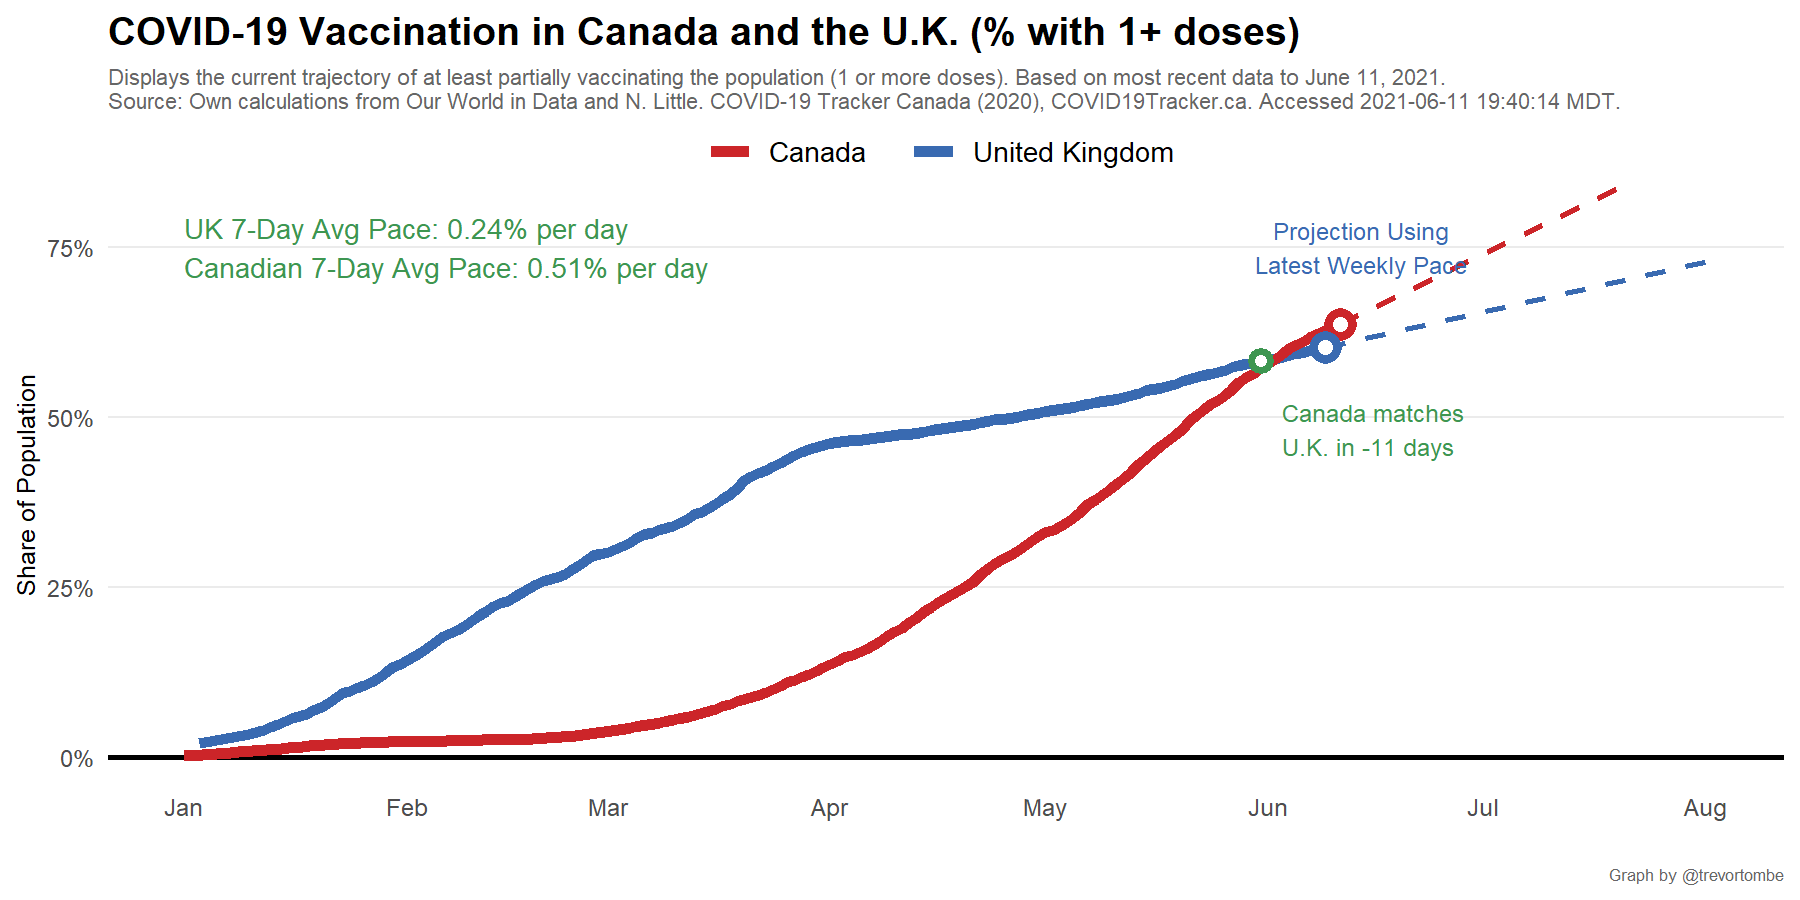 COVID-19 Vaccination in Canada and the U.K. (% with 1+ doses)
Displays the current trajectory of at least partially vaccinating the population (1 or more doses). Based on most recent data to June 11, 2021.
Source: Own calculations from Our World in Data and N. Little. COVID-19 Tracker Canada (2020), COVID19Tracker.ca. Accessed 2021-06-11 19:40:14 MDT.
Canada
United Kingdom
UK 7-Day Avg Pace: 0.24% per day
Canadian 7-Day Avg Pace: 0.51% per day
Projection Using
Latest Weekly Pace
Canada matches
U.K. in -11 days
Share of Population
75%
50%
25%
0%
Jan
Feb
Mar
Apr
May
Jun
Jul
Aug
Graph by @trevortombe